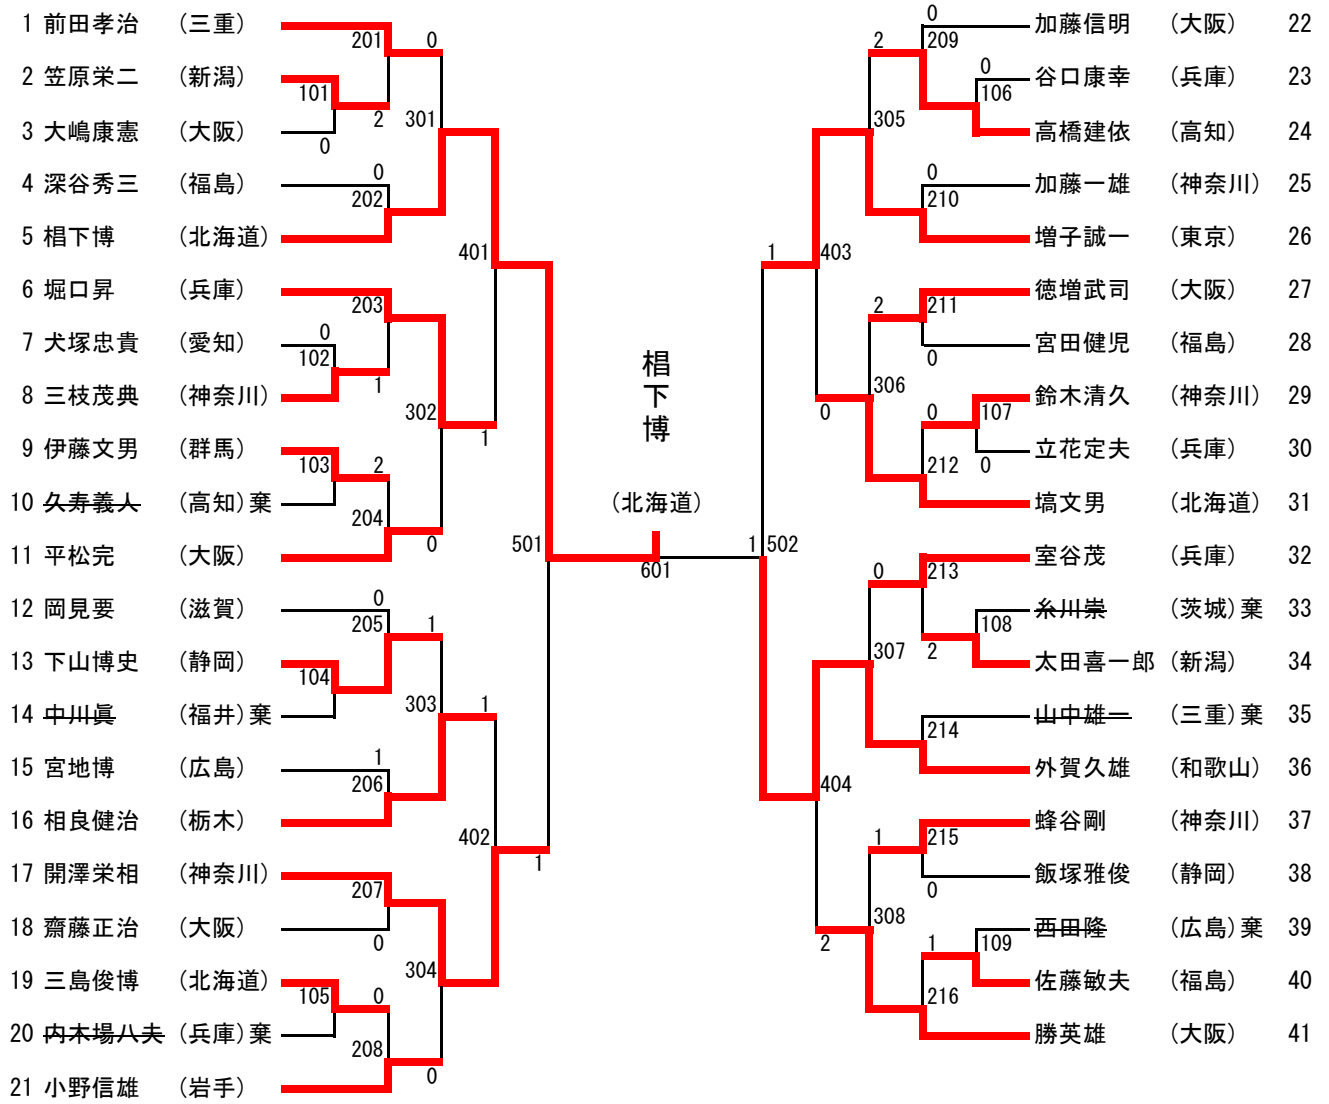 1 前田孝治 (三重)
2 笠原栄二 (新潟)
3 大嶋康憲 (大阪)
4 深谷秀三 (福島)
5 椙下博 (北海道)
6 堀口昇 (兵庫)
7 犬塚忠貴 (愛知)
8 三枝茂典 (神奈川)
9 伊藤文男 (群馬)
10 久寿義人 (高知)棄
11 平松完 (大阪)
12 岡見要 (滋賀)
13 下山博史 (静岡)
14 中川眞 (福井)棄
15 宮地博 (広島)
16 相良健治 (栃木)
17 開澤栄相 (神奈川)
18 齋藤正治 (大阪)
19 三島俊博 (北海道)
20 内木場八夫 (兵庫)棄
21 小野信雄 (岩手)
101
0
102
0
103
104
105
201
2
0
202
203
1
2
204
0
205
1
206
207
0
0
208
0
301
302
0
1
303
304
0
401
1
1
402
501
1
椙下博
(北海道)
601
1
502
1
403
0
404
2
2
305
2
306
0
307
1
308
0
209
0
210
211
0
0
212
213
2
214
215
0
1
216
0
106
107
0
108
109
加藤信明 (大阪) 22
谷口康幸 (兵庫) 23
高橋建依 (高知) 24
加藤一雄 (神奈川) 25
増子誠一 (東京) 26
徳増武司 (大阪) 27
宮田健児 (福島) 28
鈴木清久 (神奈川) 29
立花定夫 (兵庫) 30
塙文男 (北海道) 31
室谷茂 (兵庫) 32
糸川崇 (茨城)棄 33
太田喜一郎 (新潟) 34
山中雄一 (三重)棄 35
外賀久雄 (和歌山) 36
蜂谷剛 (神奈川) 37
飯塚雅俊 (静岡) 38
西田隆 (広島)棄 39
佐藤敏夫 (福島) 40
勝英雄 (大阪) 41